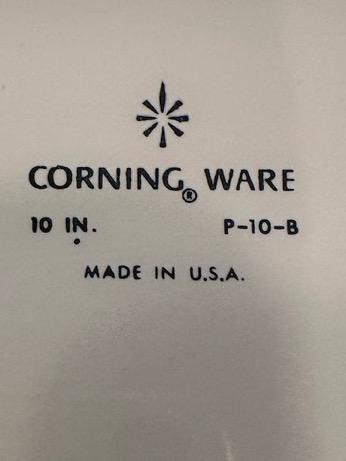 CORNING® WARE
10 IN. P-10-B
MADE IN U.S.A.